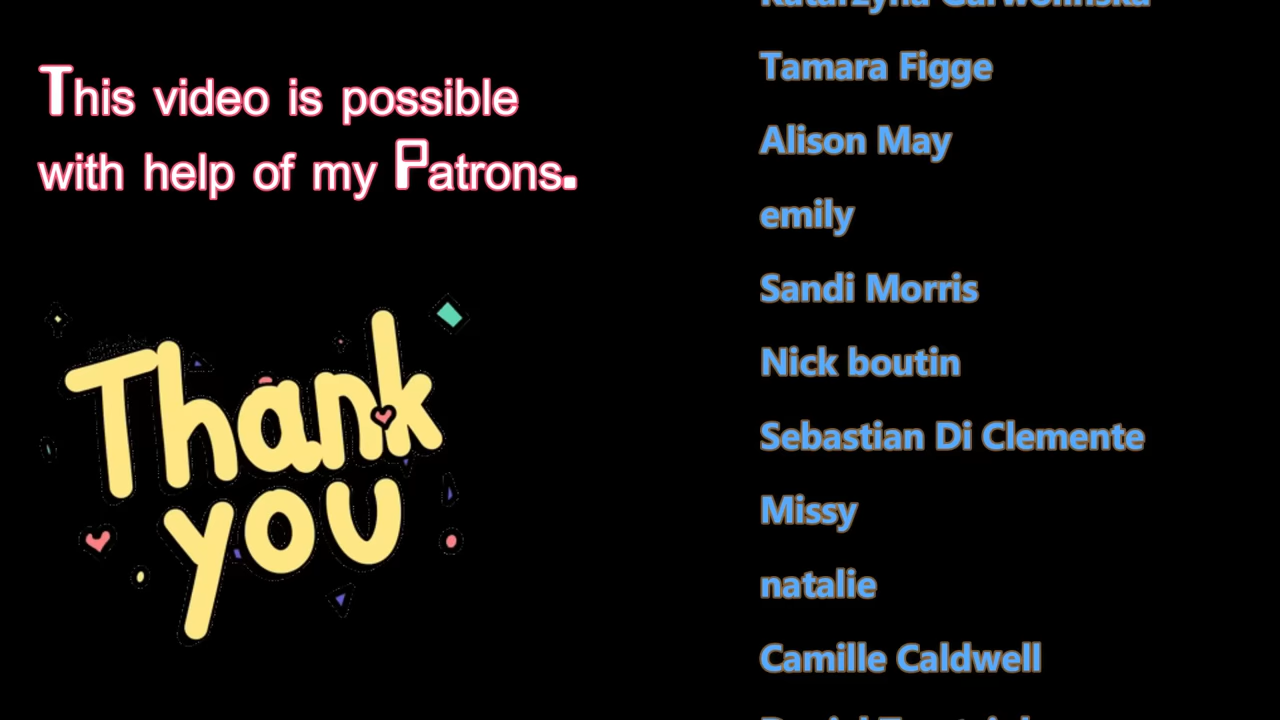 This video is possible
with help of my Patrons.
Thank
you
Tamara Figge
Alison May
emily
Sandi Morris
Nick boutin
Sebastian Di Clemente
Missy
natalie
Camille Caldwell